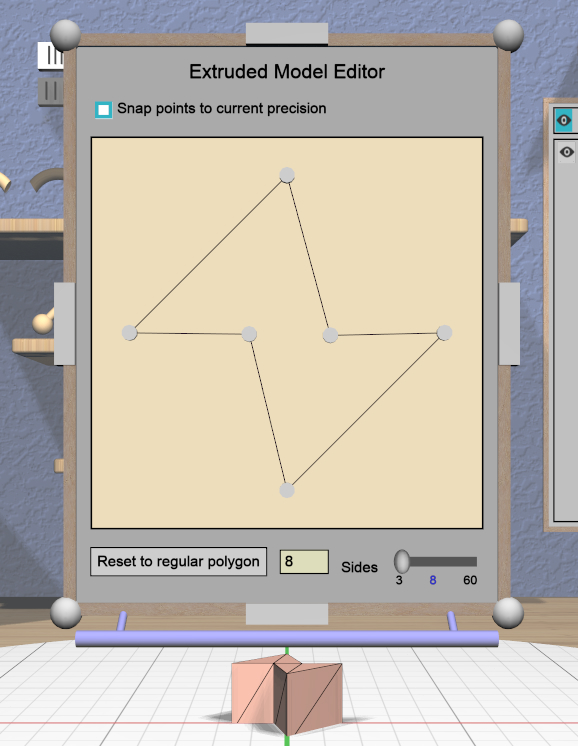 Extruded Model Editor
Snap points to current precision
Reset to regular polygon
8
Sides
3 8 60